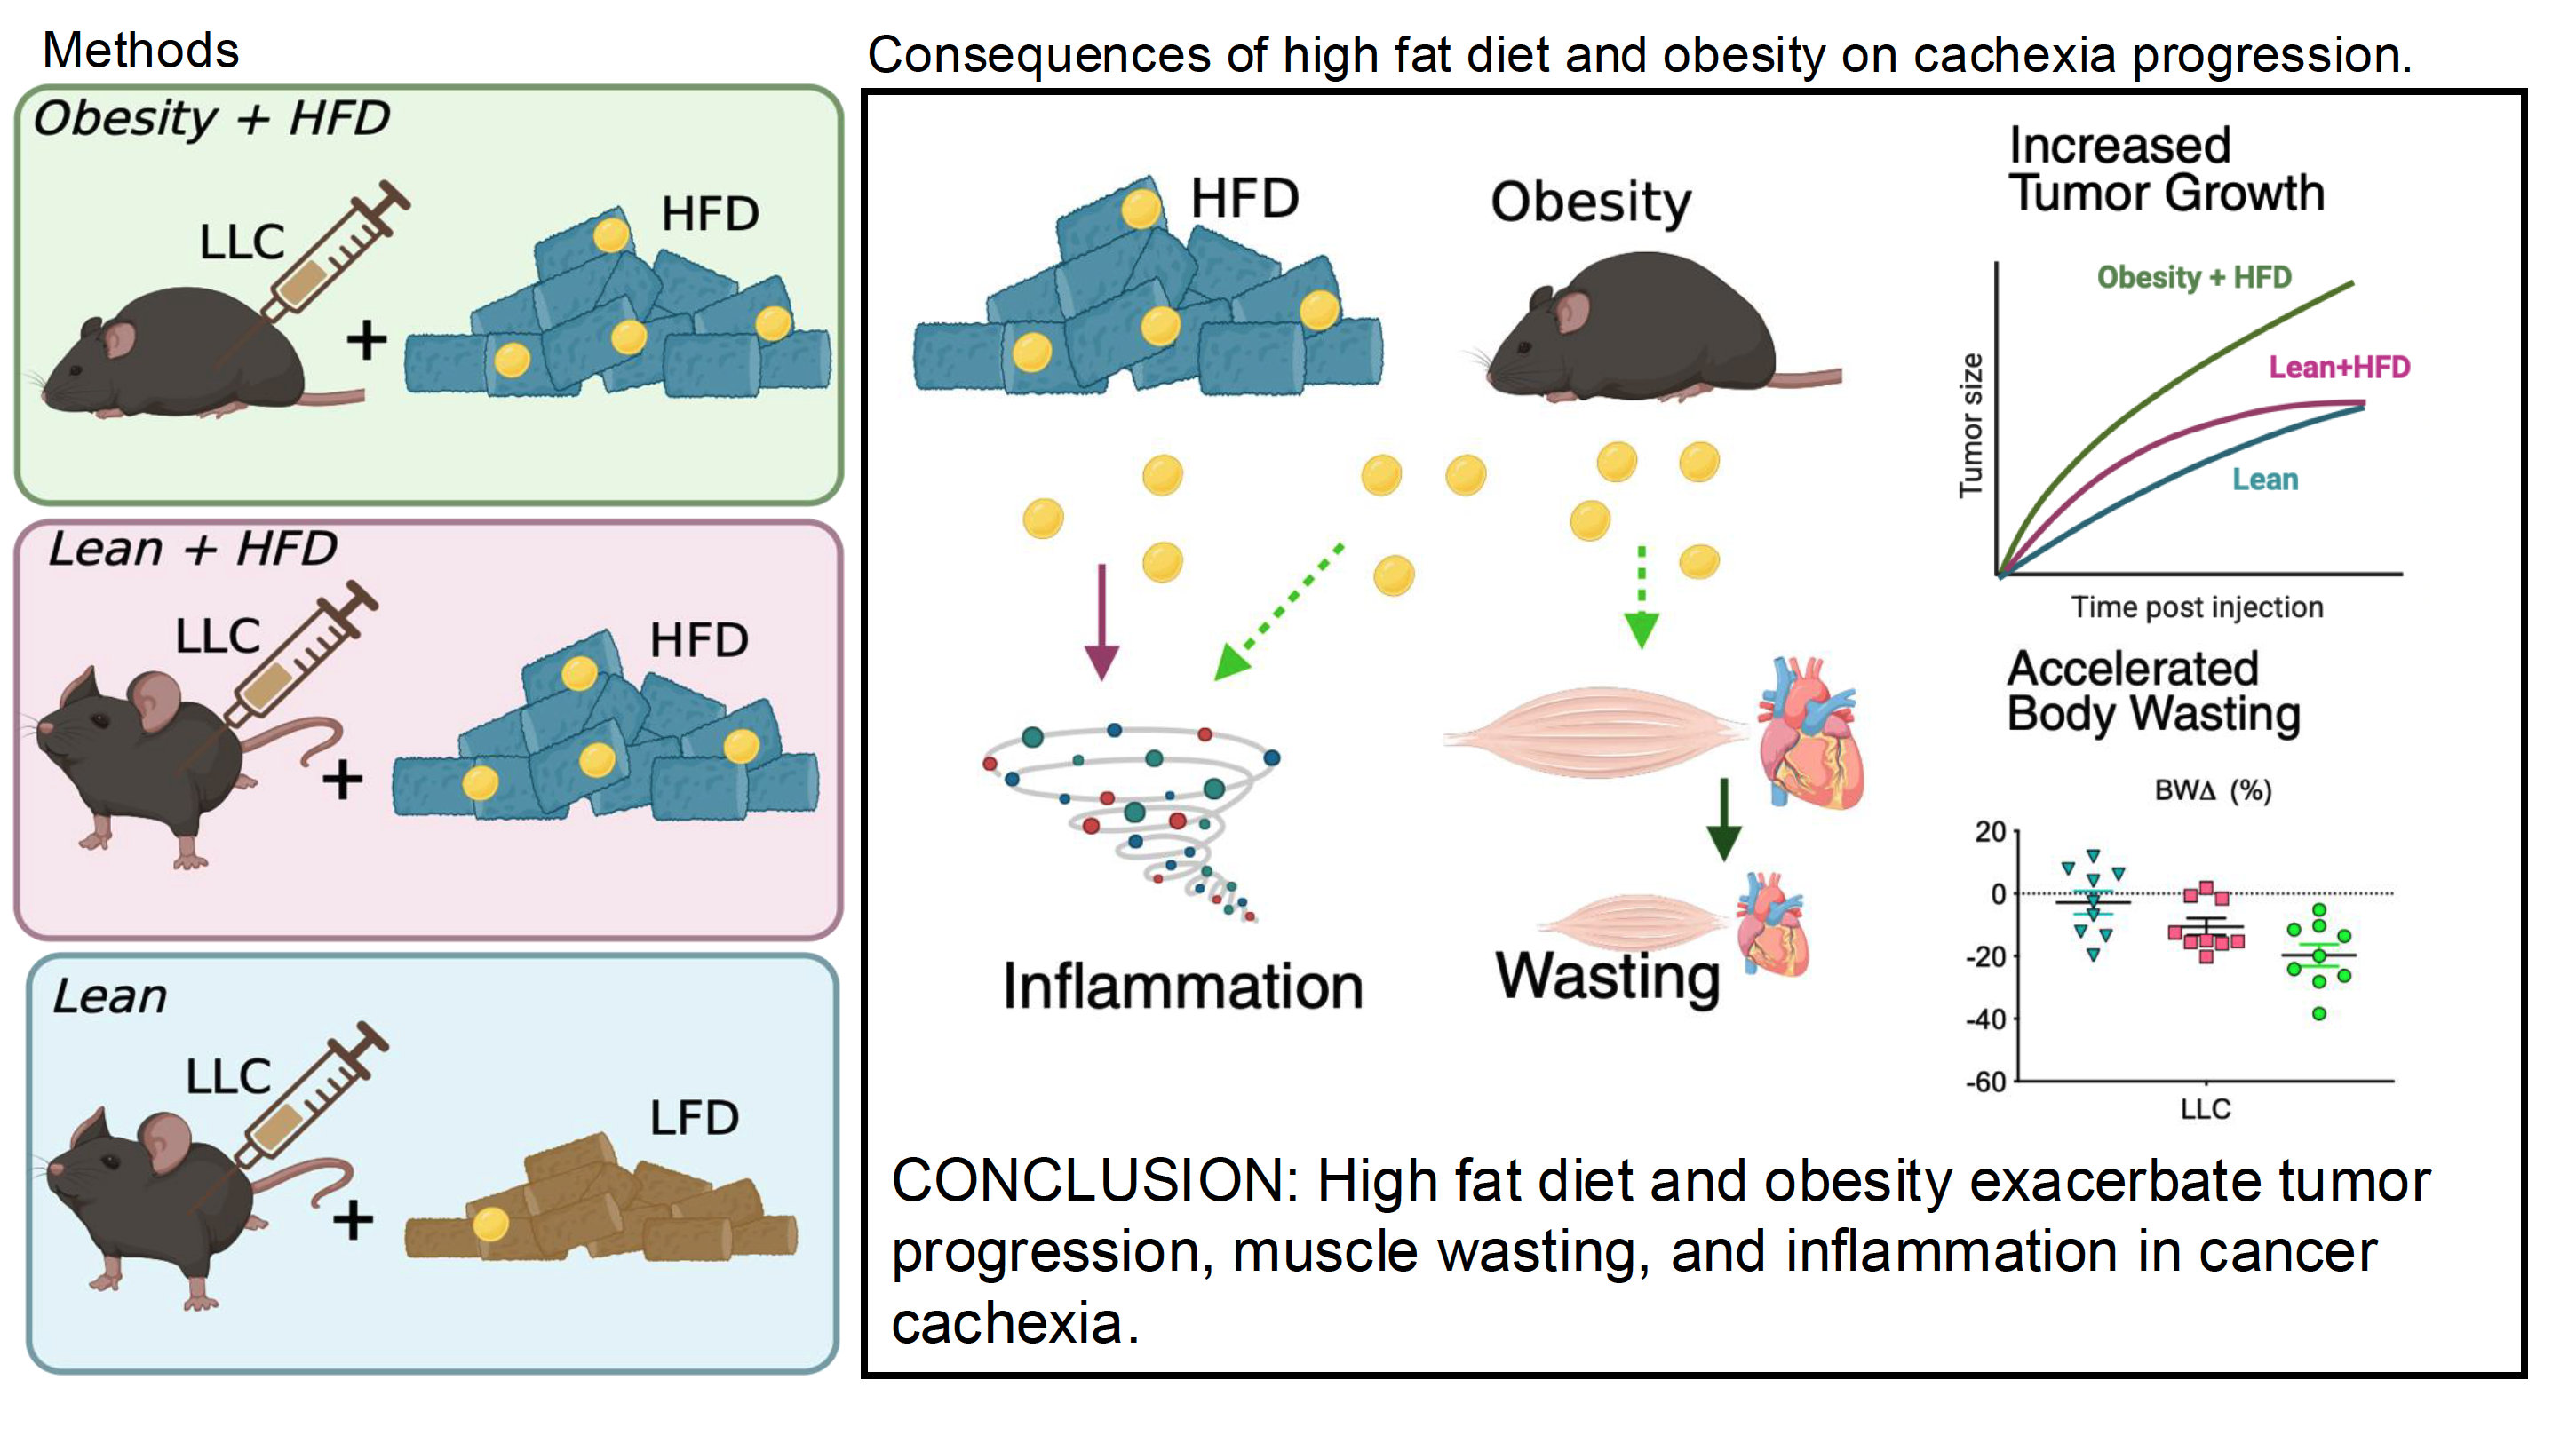 Methods
Obesity + HFD
LLC
HFD
+
Lean + HFD
LLC
HFD
+
Lean
LLC
LFD
+
Consequences of high fat diet and obesity on cachexia progression.
HFD
Obesity
Inflammation
Wasting
Increased
Tumor Growth
Obesity + HFD
Lean+HFD
Lean
Tumor size
Time post injection
Accelerated
Body Wasting
BWΔ (%)
20
0
-20
-40
-60
LLC
CONCLUSION: High fat diet and obesity exacerbate tumor
progression, muscle wasting, and inflammation in cancer
cachexia.